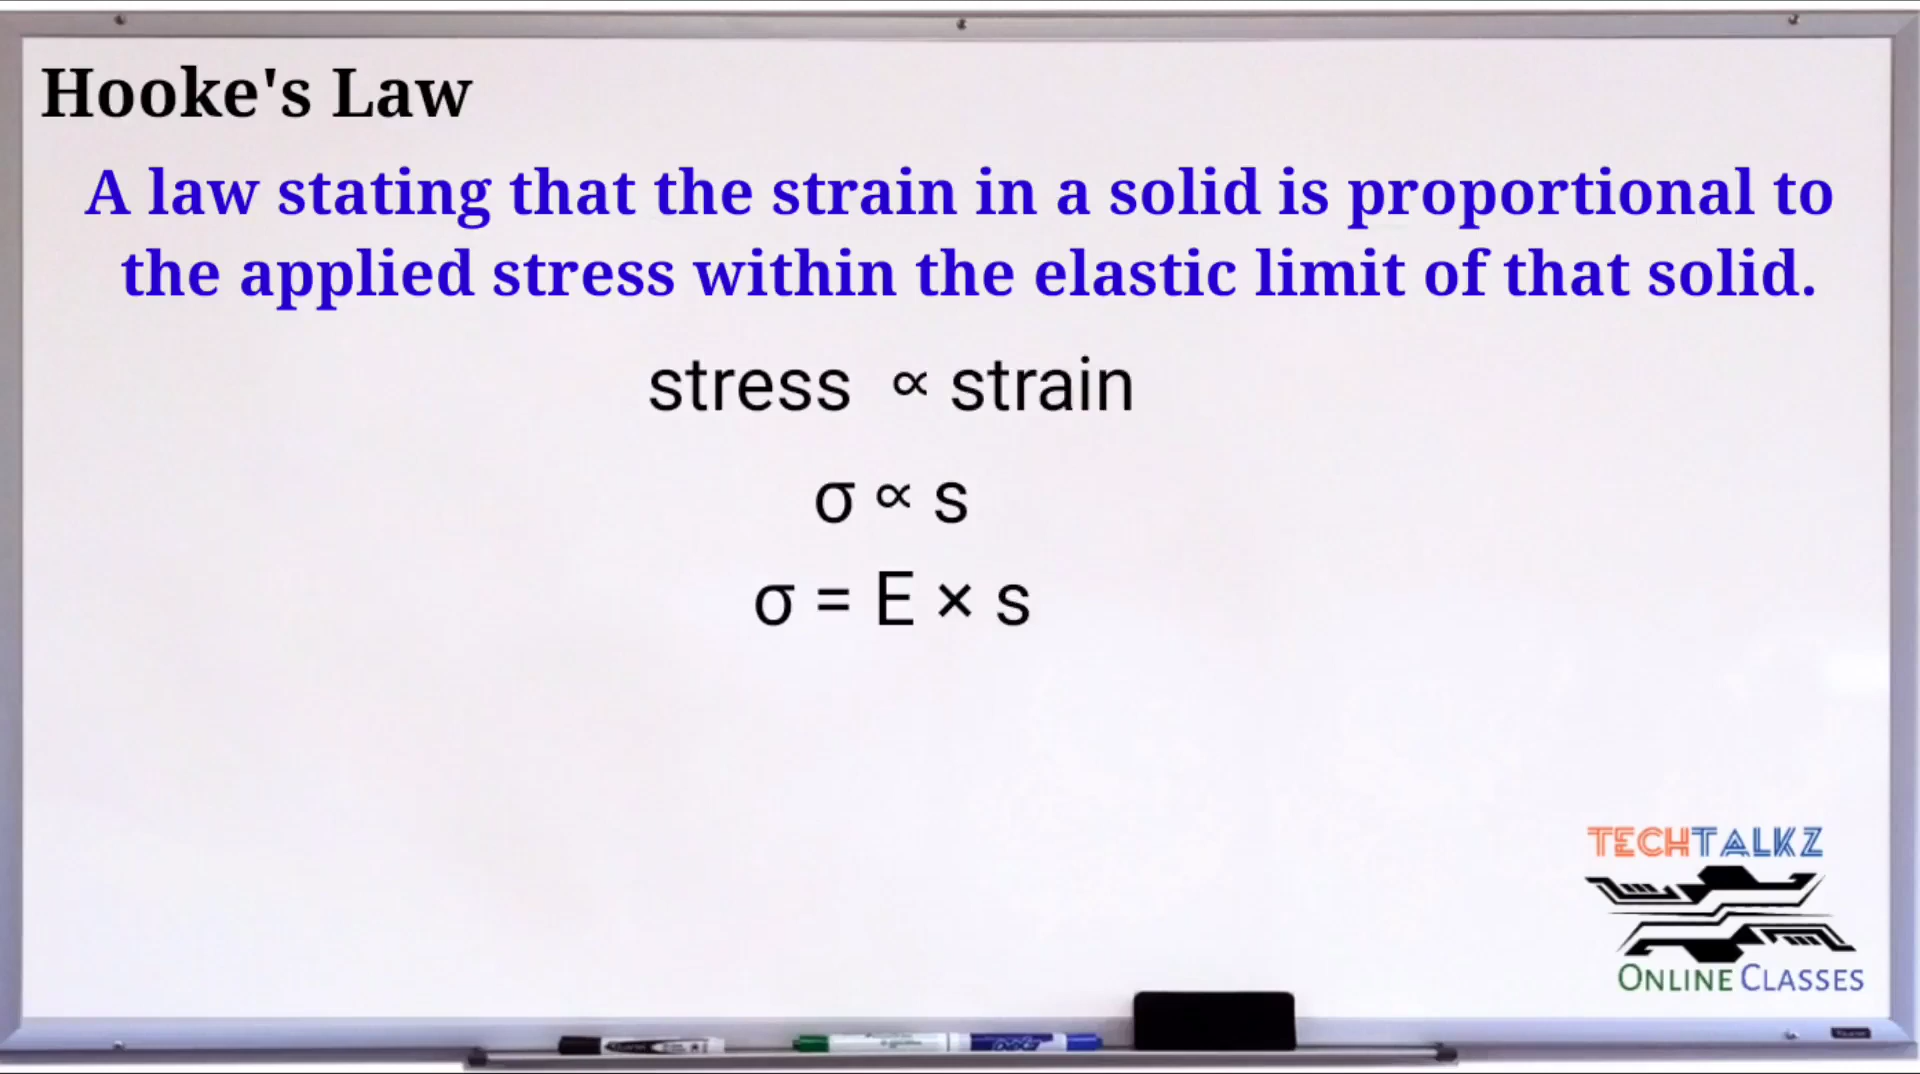 Hooke's Law
A law stating that the strain in a solid is proportional to
the applied stress within the elastic limit of that solid.
stress ∝ strain
σ ∝ s
σ = E × s
TECHTALKZ
ONLINE CLASSES